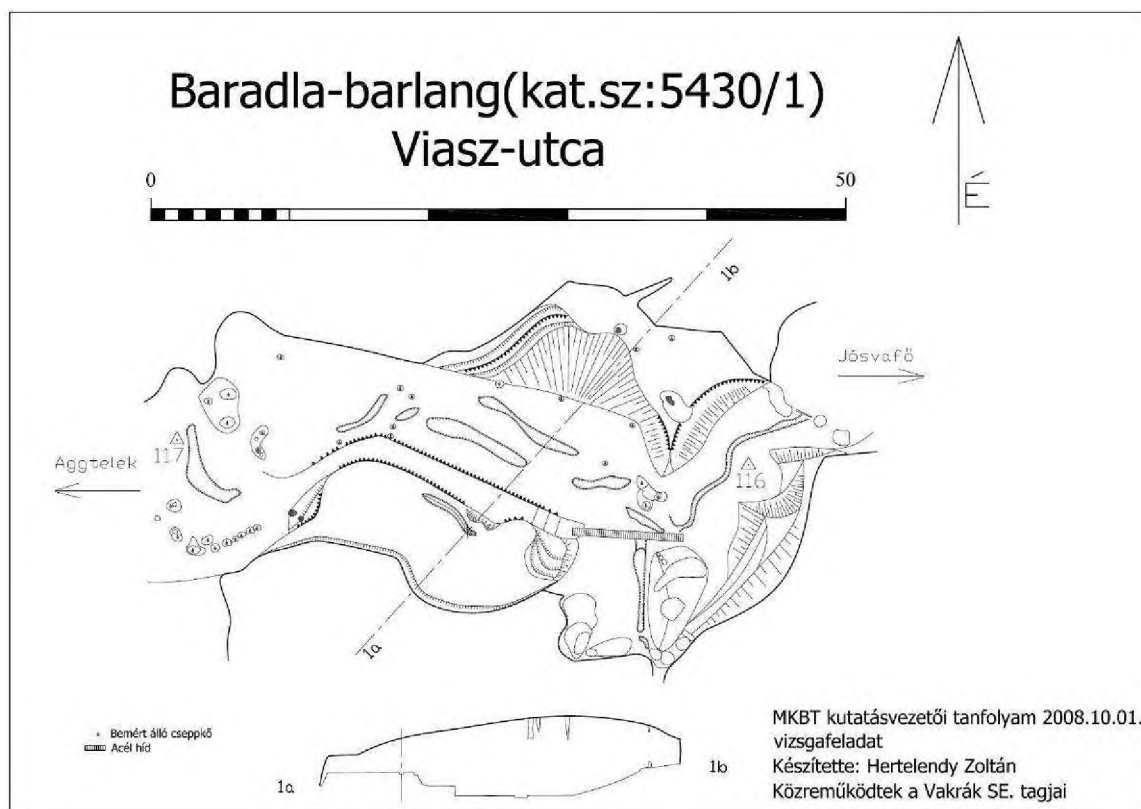 Baradla-barlang(kat.sz:5430/1)
Viasz-utca
0
50
É
1b
Jósvafő
117
Aggtelek
116
1a
Bemért álló cseppkő
Acél híd
1a
1b
MKBT kutatásvezetői tanfolyam 2008.10.01.
vizsgafeladat
Készítette: Hertelendy Zoltán
Közreműködtek a Vakrák SE. tagjai